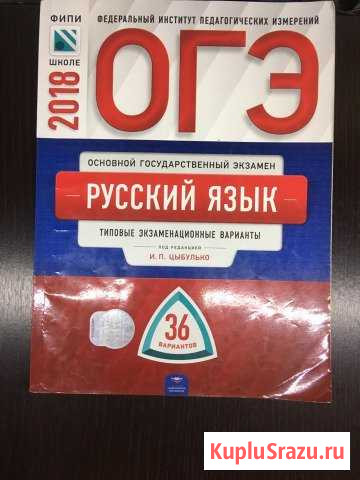 ФИПИ
ШКОЛЕ
2018
ФЕДЕРАЛЬНЫЙ ИНСТИТУТ ПЕДАГОГИЧЕСКИХ ИЗМЕРЕНИЙ
ОГЭ
ОСНОВНОЙ ГОСУДАРСТВЕННЫЙ ЭКЗАМЕН
РУССКИЙ ЯЗЫК
ТИПОВЫЕ ЭКЗАМЕНАЦИОННЫЕ ВАРИАНТЫ
ПОД РЕДАКЦИЕЙ
И. П. ЦЫБУЛЬКО
36
ВАРИАНТОВ
KupluSrazu.ru